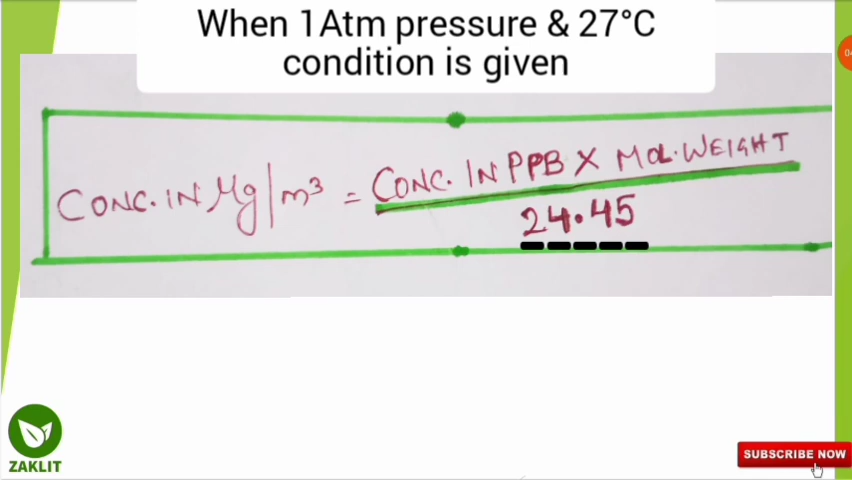 When 1Atm pressure & 27°C
condition is given
04
CONC. IN μg/m³ = CONC. IN PPB X MOL. WEIGHT
24.45
ZAKLIT
SUBSCRIBE NOW